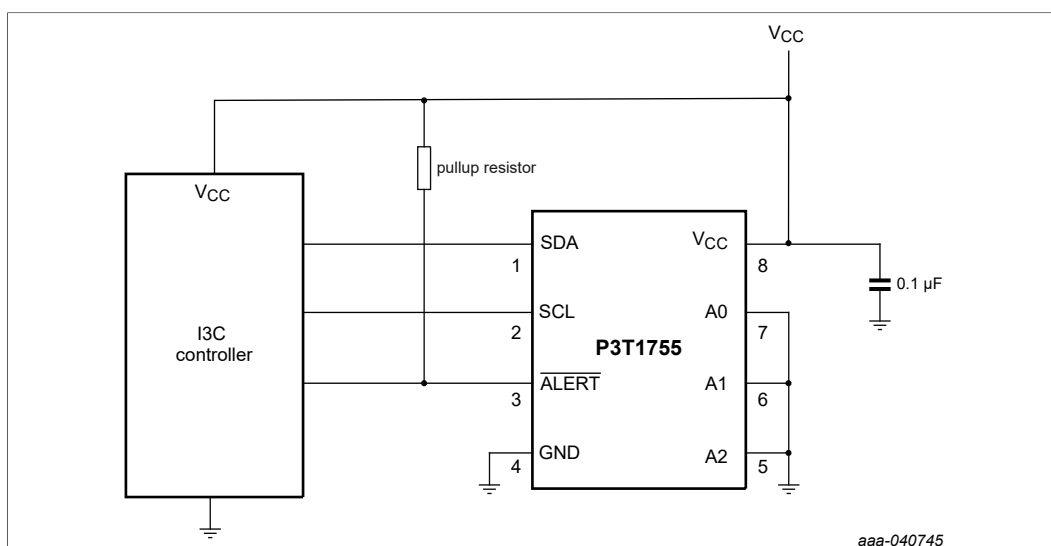 VCC
pullup resistor
VCC
SDA
VCC
1
8
0.1 µF
SCL
A0
I3C
controller
2
7
P3T1755
ALERT
A1
3
6
GND
A2
4
5
aaa-040745